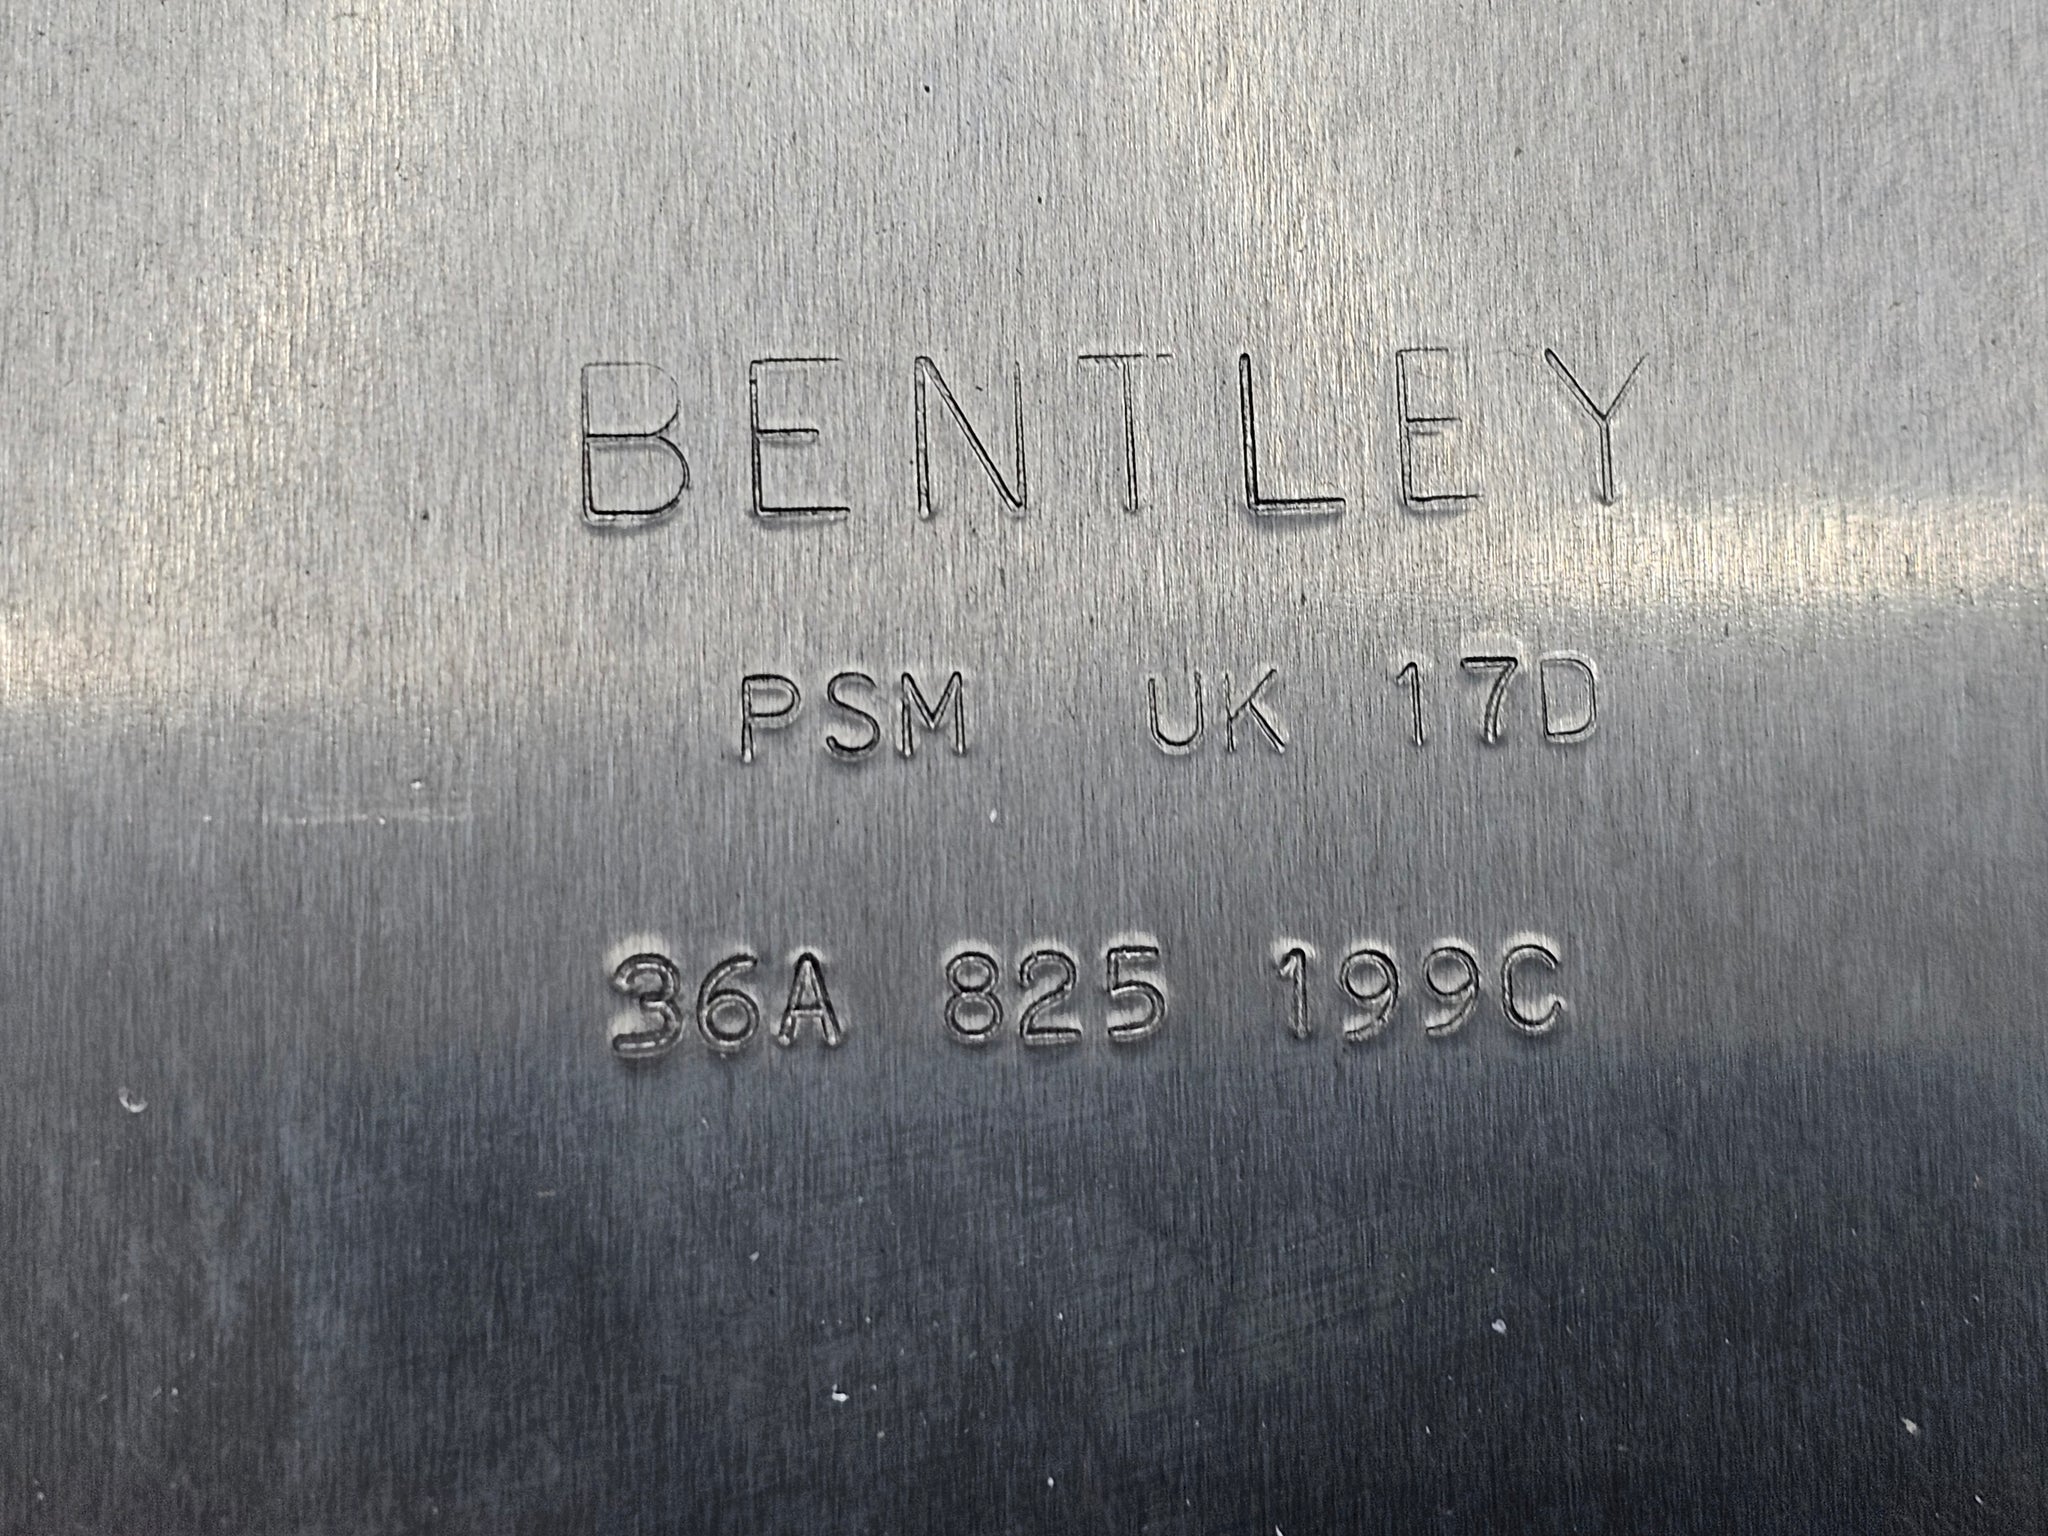 BENTLEY
PSM UK 17D
36A 825 199C